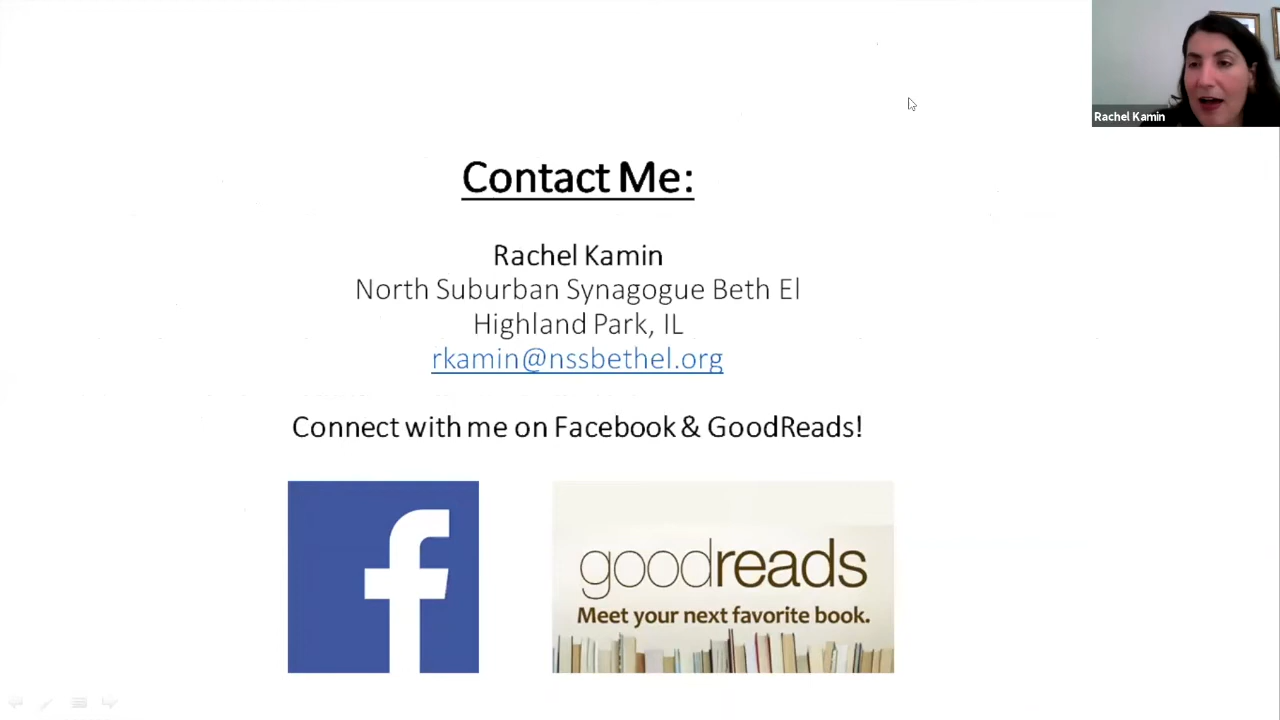 Rachel Kamin
Contact Me:
Rachel Kamin
North Suburban Synagogue Beth El
Highland Park, IL
rkamin@nssbethel.org
Connect with me on Facebook & GoodReads!
f
goodreads
Meet your next favorite book.